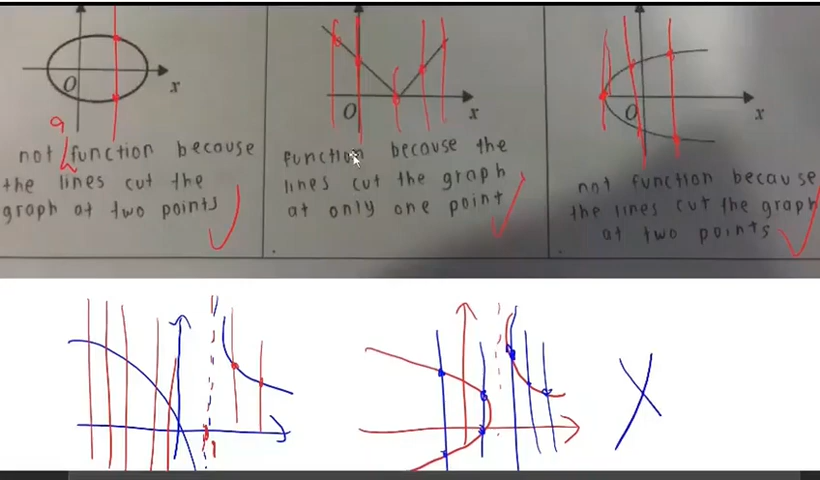 O
x
a
not function because
the lines cut the
graph at two points
O
x
function because the
lines cut the graph
at only one point
O
x
not function because
the lines cut the graph
at two points
1